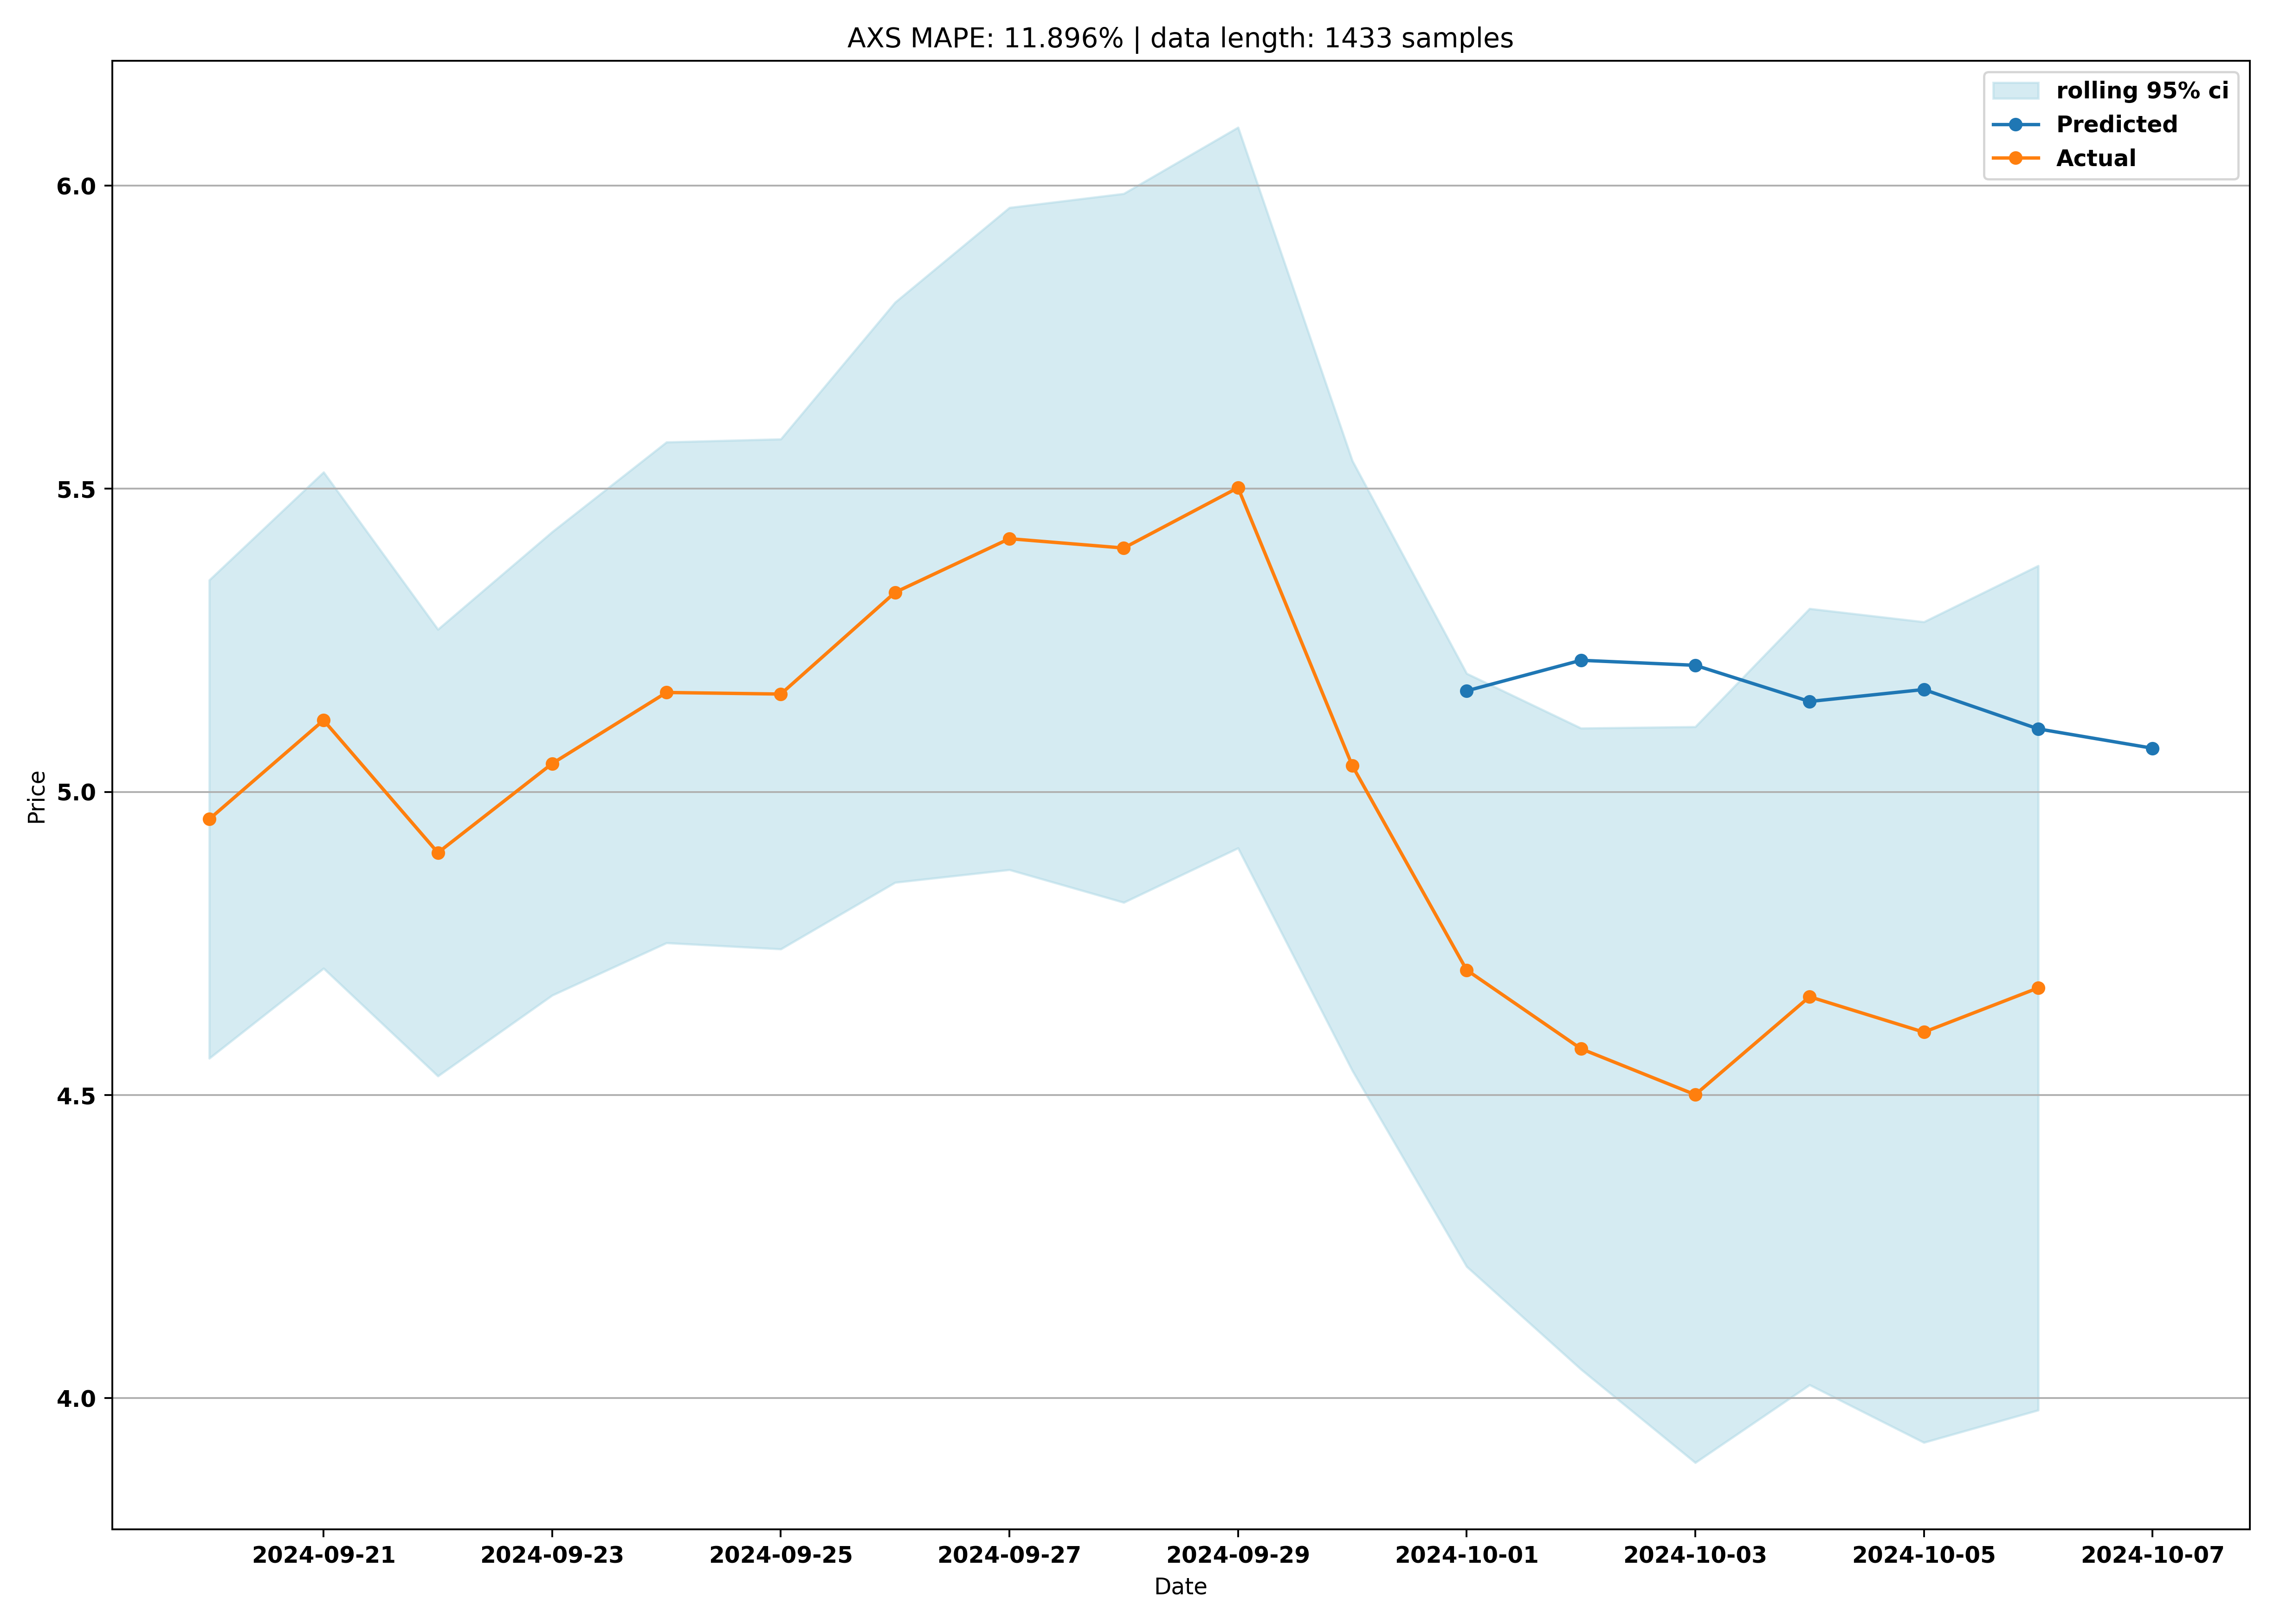 AXS MAPE: 11.896% | data length: 1433 samples
rolling 95% ci
Predicted
Actual
6.0
5.5
5.0
4.5
4.0
Price
2024-09-21 2024-09-23 2024-09-25 2024-09-27 2024-09-29 2024-10-01 2024-10-03 2024-10-05 2024-10-07
Date